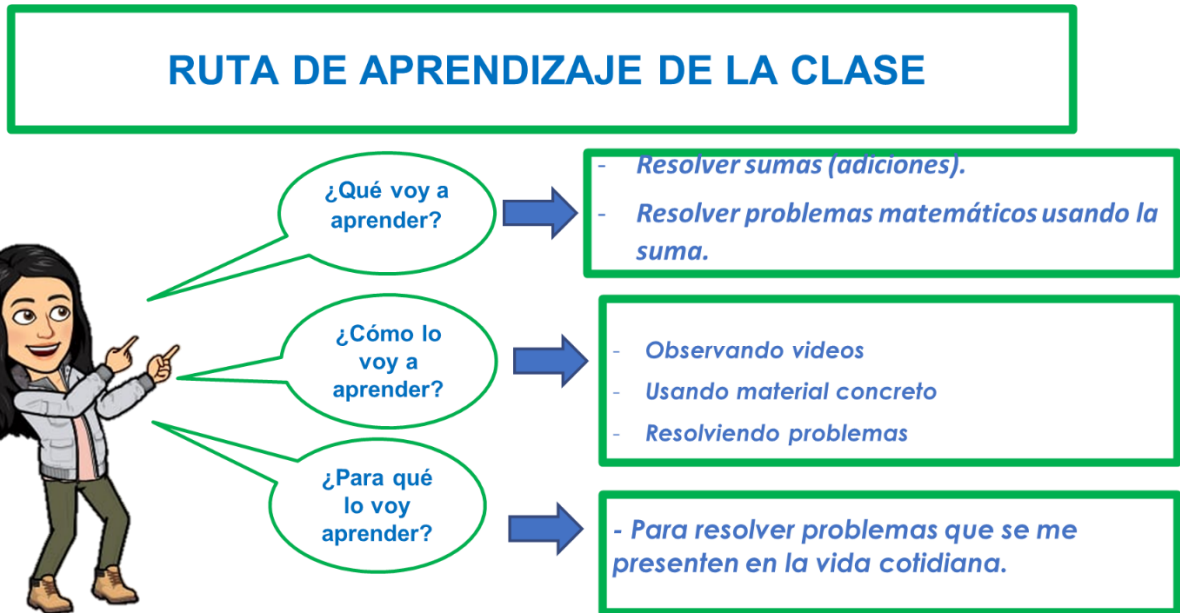 RUTA DE APRENDIZAJE DE LA CLASE
¿Qué voy a
aprender?
- Resolver sumas (adiciones).
- Resolver problemas matemáticos usando la
suma.
¿Cómo lo
voy a
aprender?
- Observando videos
- Usando material concreto
- Resolviendo problemas
¿Para qué
lo voy
aprender?
- Para resolver problemas que se me
presenten en la vida cotidiana.